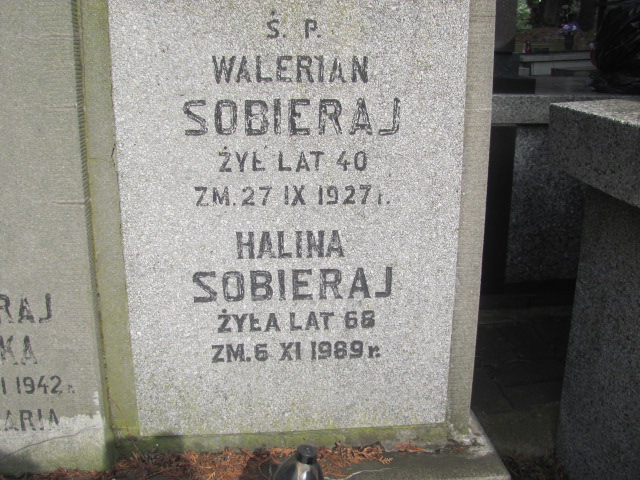 Ś. P.
WALERIAN
SOBIERAJ
ŻYŁ LAT 40
ZM. 27 IX 1927 r.
HALINA
SOBIERAJ
ŻYŁA LAT 68
ZM. 6 XI 1989 r.
RAJ
KA
I 1942 r.
ARIA